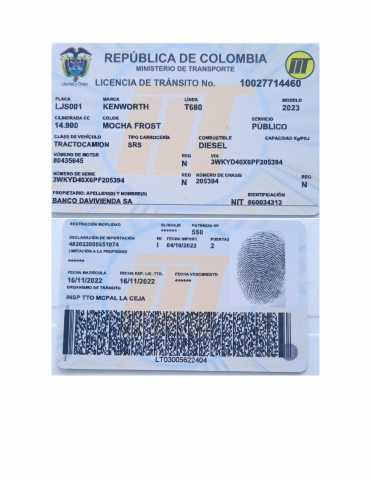 REPÚBLICA DE COLOMBIA
MINISTERIO DE TRANSPORTE
Libertad y Orden
LICENCIA DE TRÁNSITO No. 10027714460
PLACA MARCA LÍNEA MODELO
LJS001 KENWORTH T680 2023
CILINDRADA CC COLOR SERVICIO
14.900 MOCHA FROST PÚBLICO
CLASE DE VEHÍCULO TIPO CARROCERÍA COMBUSTIBLE CAPACIDAD Kg/PSJ
TRACTOCAMION SRS DIESEL
NÚMERO DE MOTOR REG VIN
80435645 N 3WKYD40X6PF205394
NÚMERO DE SERIE REG NÚMERO DE CHASIS REG
3WKYD40X6PF205394 N 205394 N
PROPIETARIO: APELLIDO(S) Y NOMBRE(S) IDENTIFICACIÓN
BANCO DAVIVIENDA SA NIT 860034313
RESTRICCIÓN MOVILIDAD BLINDAJE POTENCIA HP
****** ****** 550
DECLARACIÓN DE IMPORTACIÓN I/E FECHA IMPORT. PUERTAS
I 04/10/2022 2
LIMITACIÓN A LA PROPIEDAD
******
FECHA MATRÍCULA FECHA EXP. LIC. TTO. FECHA VENCIMIENTO
16/11/2022 16/11/2022 ******
ORGANISMO DE TRÁNSITO
INSP TTO MCPAL LA CEJA
LT03005622404